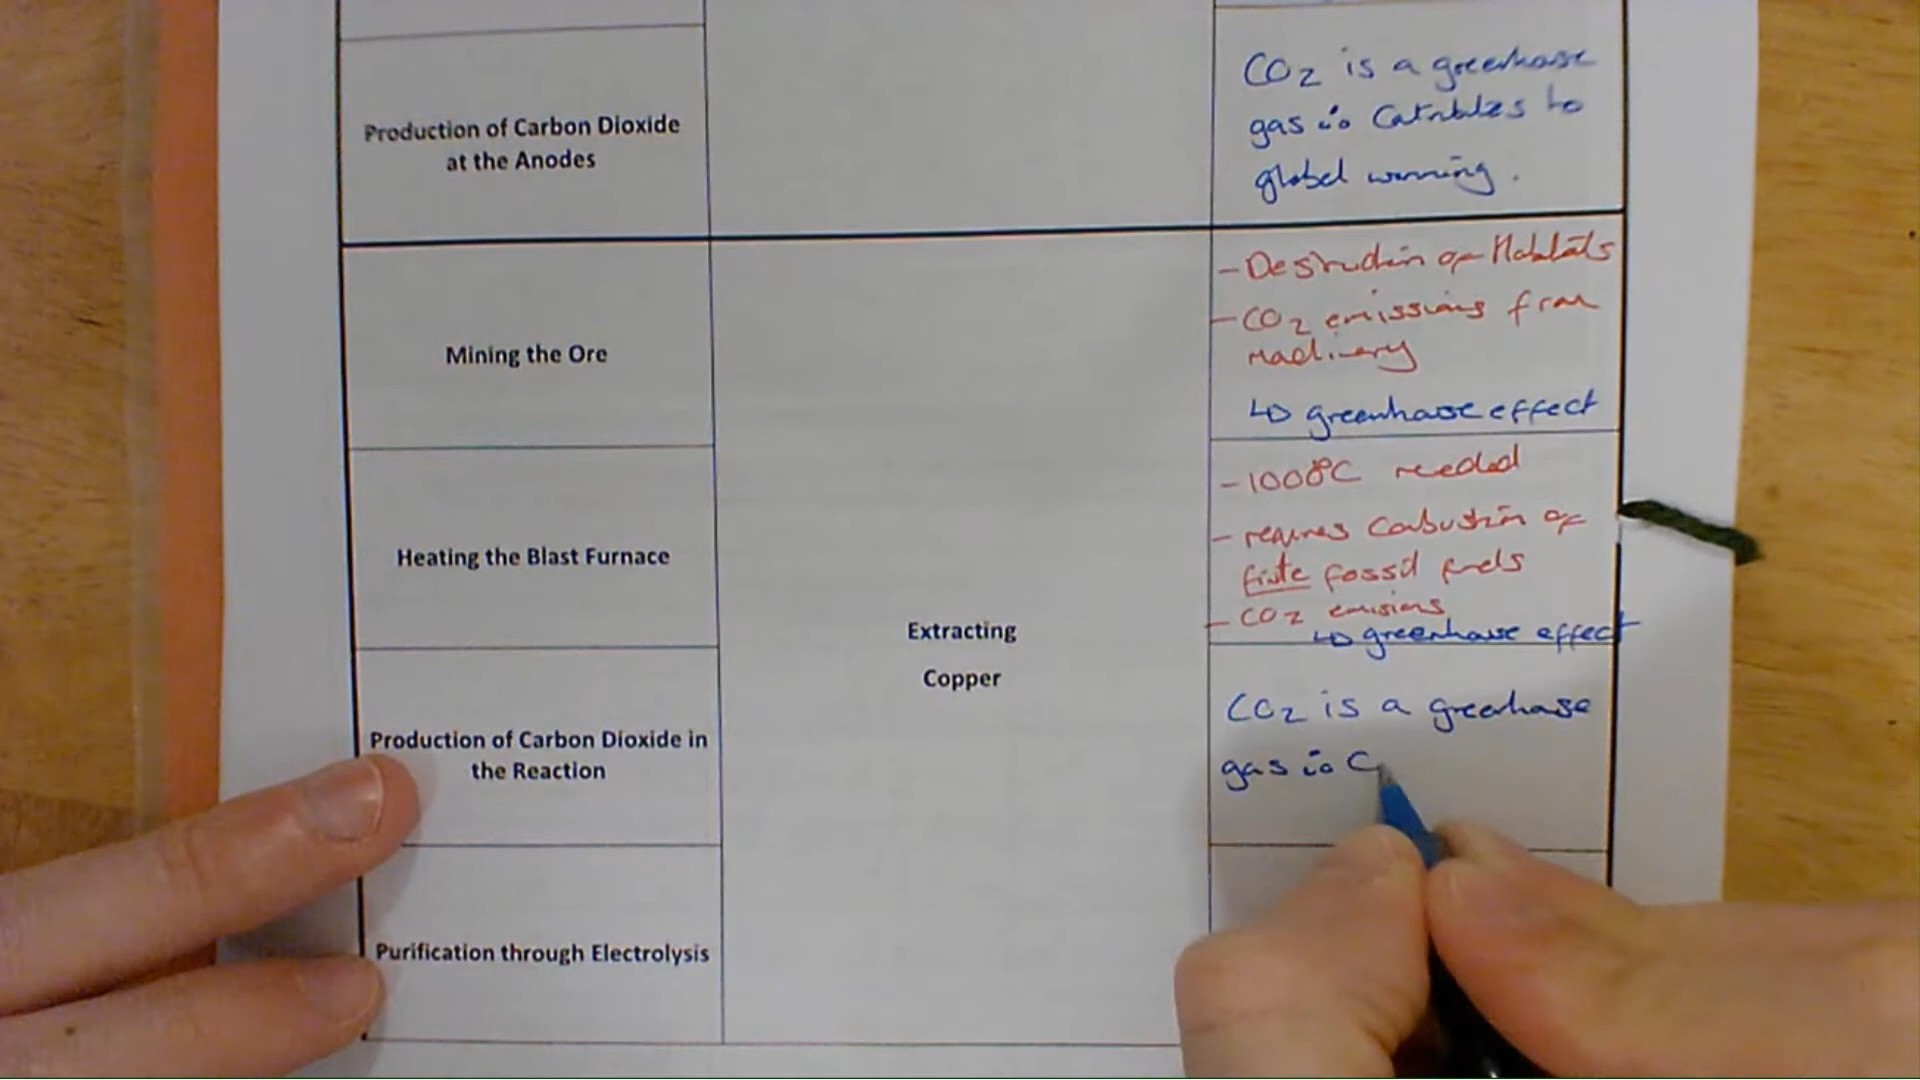 Production of Carbon Dioxide
at the Anodes
CO2 is a greenhouse
gas ∴ Contributes to
global warming.
Mining the Ore
- Destruction of Habitats
- CO2 emissions from
Machinery
↳ greenhouse effect
Heating the Blast Furnace
- 1000°C needed
- requires Combustion of
finite fossil fuels
- CO2 emissions
↳ greenhouse effect
Extracting
Copper
Production of Carbon Dioxide in
the Reaction
CO2 is a greenhouse
gas ∴ C
Purification through Electrolysis